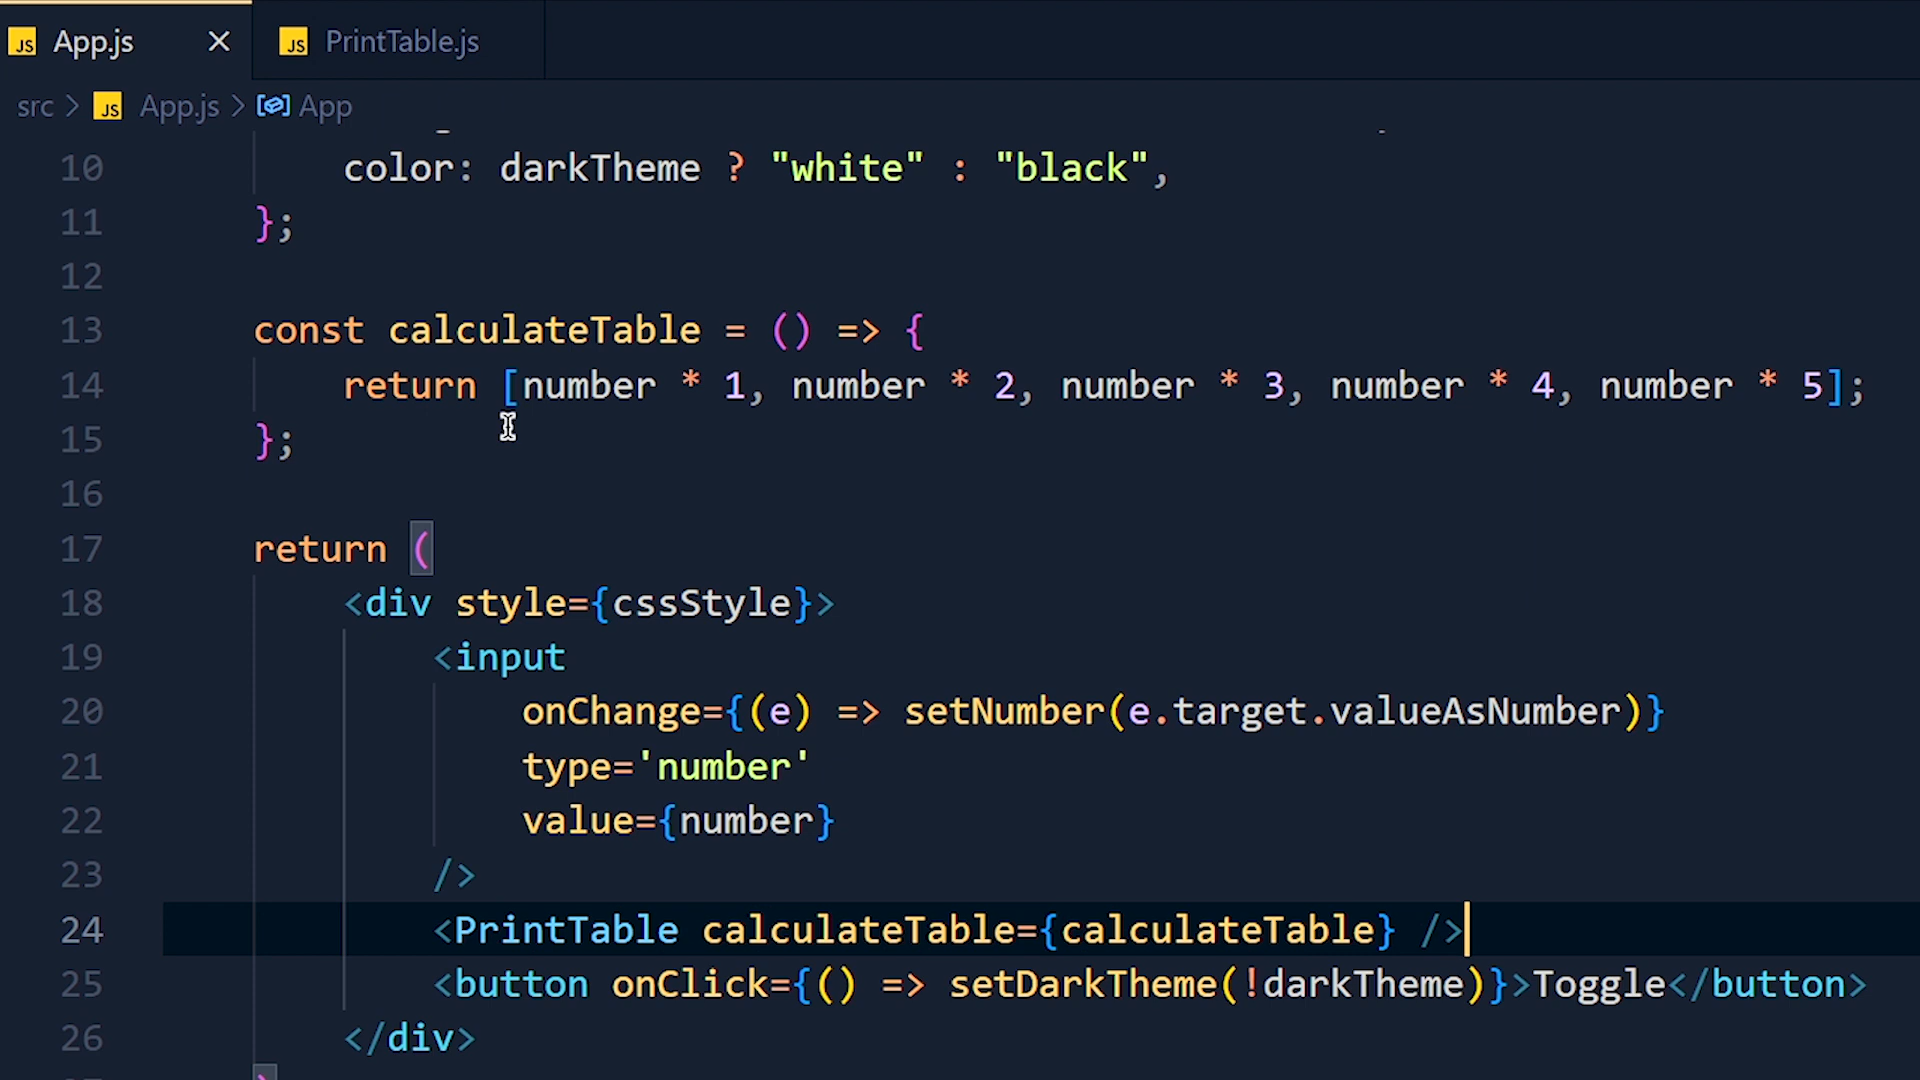 JS App.js × JS PrintTable.js
src > JS App.js > App
10 color: darkTheme ? "white" : "black",
11 };
12
13 const calculateTable = () => {
14 return [number * 1, number * 2, number * 3, number * 4, number * 5];
15 };
16
17 return (
18 <div style={cssStyle}>
19 <input
20 onChange={(e) => setNumber(e.target.valueAsNumber)}
21 type='number'
22 value={number}
23 />
24 <PrintTable calculateTable={calculateTable} />
25 <button onClick={() => setDarkTheme(!darkTheme)}>Toggle</button>
26 </div>